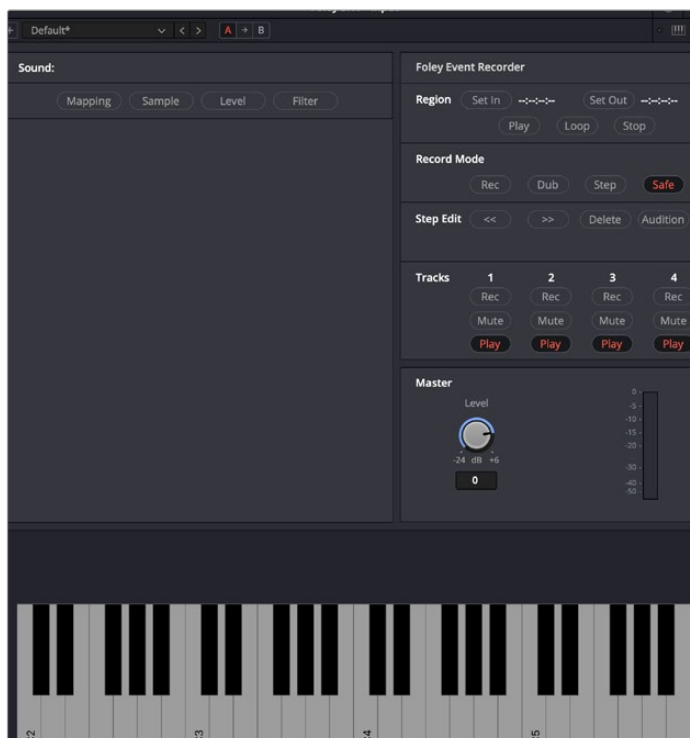 Default* A B
Sound:
Mapping Sample Level Filter
Foley Event Recorder
Region Set In --:--:-- Set Out --:--:--
Play Loop Stop
Record Mode
Rec Dub Step Safe
Step Edit << >> Delete Audition
Tracks 1 2 3 4
Rec Rec Rec Rec
Mute Mute Mute Mute
Play Play Play Play
Master
Level
-24 dB +6
0
0
-5
-10
-15
-20
-30
-40
-50